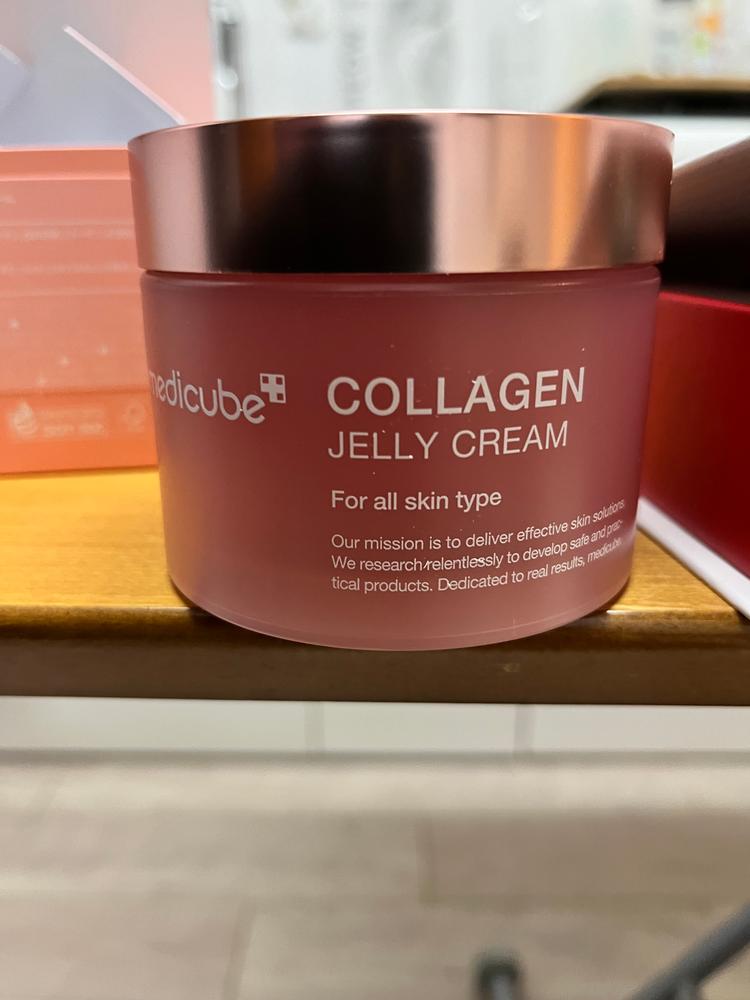 medicube
COLLAGEN
JELLY CREAM
For all skin type
Our mission is to deliver effective skin solutions.
We research relentlessly to develop safe and prac-
tical products. Dedicated to real results, medicube.